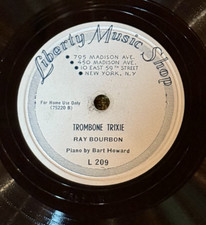 Liberty Music Shop
• 795 MADISON AVE.
• 450 MADISON AVE.
• 10 EAST 59TH STREET
• NEW YORK, N.Y
For Home Use Only
(75220 B)
TROMBONE TRIXIE
RAY BOURBON
Piano by Bart Howard
L 209